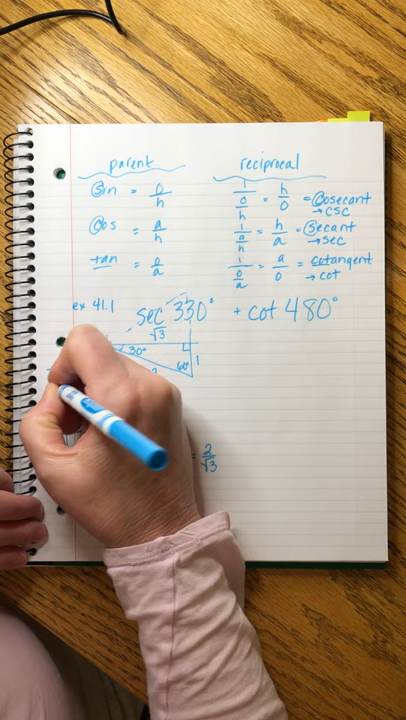 parent reciprocal
Sin = o/h 1/(o/h) = h/o = Cosecant → csc
Cos = a/h 1/(a/h) = h/a = Secant → sec
tan = o/a 1/(o/a) = a/o = cotangent → cot
ex 41.1 sec 330° + cot 480°
√3
30°
60° 1
2
= 2/√3